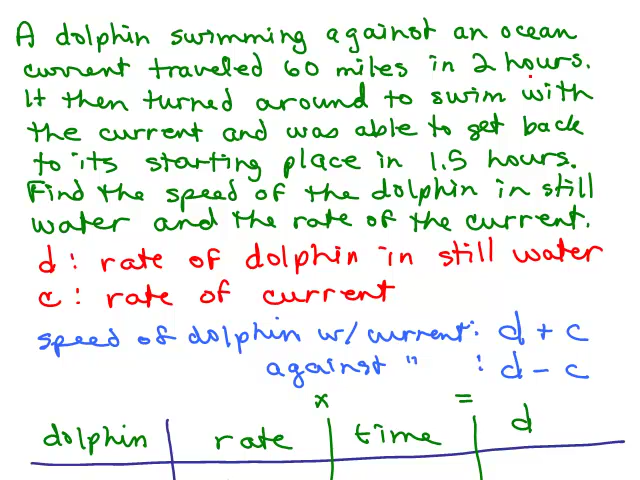 A dolphin swimming against an ocean
current traveled 60 miles in 2 hours.
It then turned around to swim with
the current and was able to get back
to its starting place in 1.5 hours.
Find the speed of the dolphin in still
water and the rate of the current.
d : rate of dolphin in still water
c : rate of current
speed of dolphin w/ current : d + c
against " : d - c
x =
dolphin rate time d